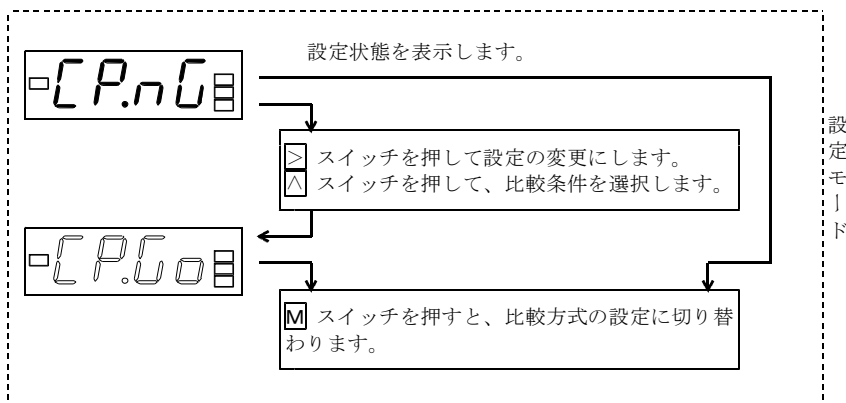 設定状態を表示します。
CP.nG
> スイッチを押して設定の変更にします。
∧ スイッチを押して、比較条件を選択します。
CP.Go
M スイッチを押すと、比較方式の設定に切り替
わります。
設定モード